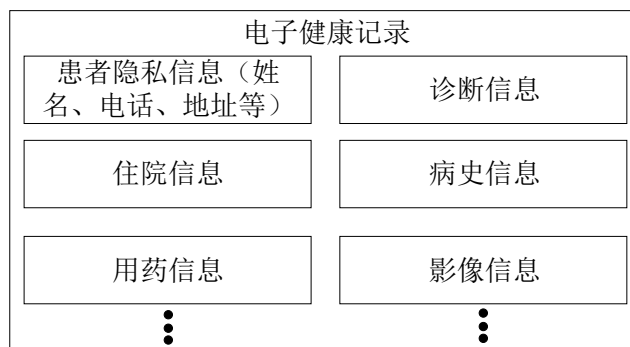 电子健康记录
患者隐私信息（姓
名、电话、地址等）
诊断信息
住院信息
病史信息
用药信息
影像信息